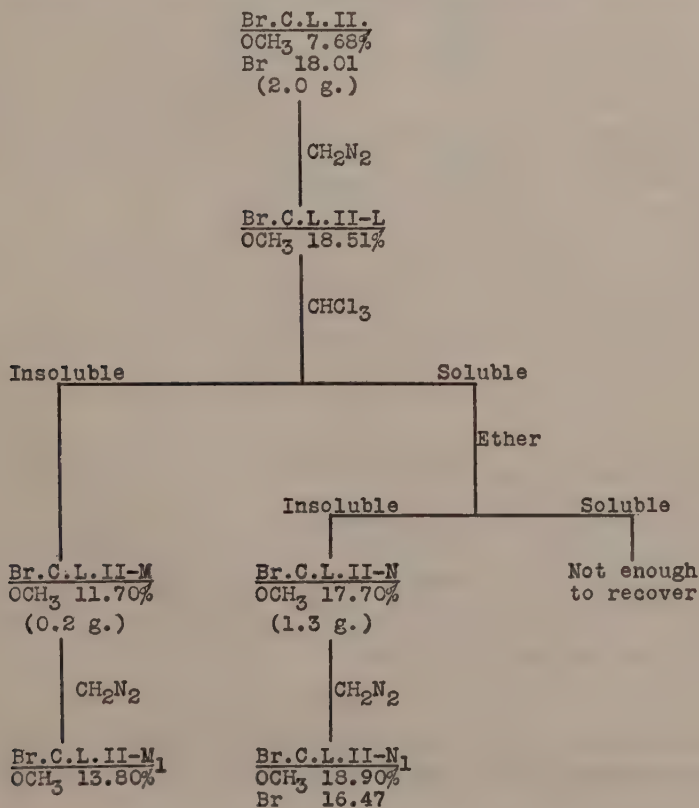 Br.C.L.II.
OCH3 7.68%
Br 18.01
(2.0 g.)
CH2N2
Br.C.L.II-L
OCH3 18.51%
CHCl3
Insoluble Soluble
Ether
Insoluble Soluble
Br.C.L.II-M Br.C.L.II-N Not enough
OCH3 11.70% OCH3 17.70% to recover
(0.2 g.) (1.3 g.)
CH2N2 CH2N2
Br.C.L.II-M1 Br.C.L.II-N1
OCH3 13.80% OCH3 18.90%
Br 16.47